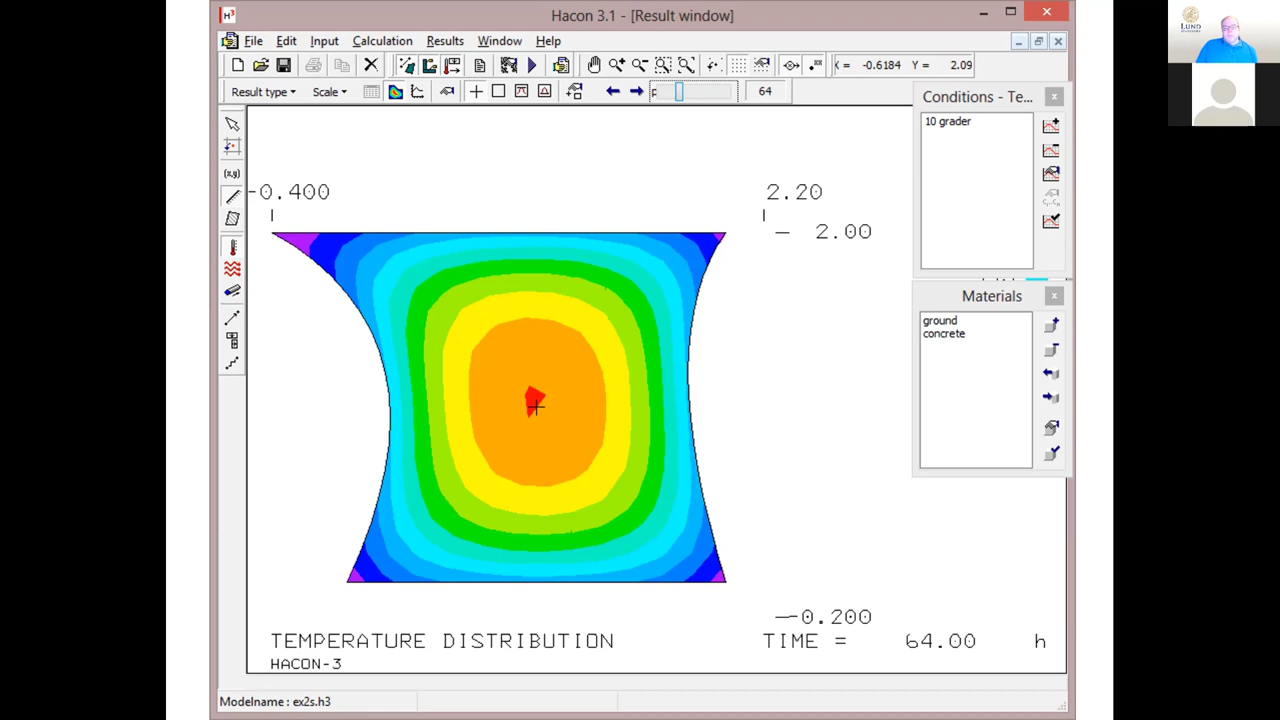 Hacon 3.1 - [Result window]
File Edit Input Calculation Results Window Help
= -0.6184 Y = 2.09
Result type Scale 64
Conditions - Te...
10 grader
-0.400
2.20
2.00
Materials
ground
concrete
-0.200
TEMPERATURE DISTRIBUTION
TIME = 64.00 h
HACON-3
Modelname : ex2s.h3
LUND